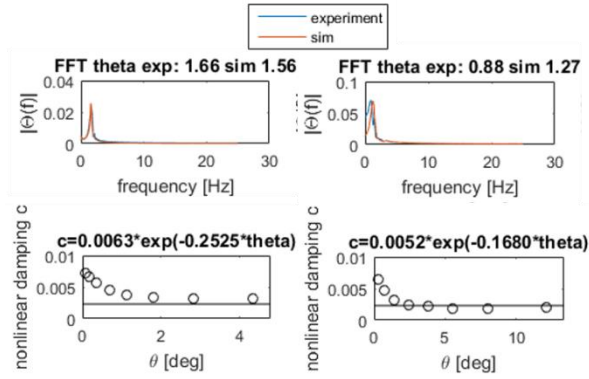 experiment
sim
FFT theta exp: 1.66 sim 1.56
FFT theta exp: 0.88 sim 1.27
|Θ(f)|
0.04
0.02
0
0 10 20 30
frequency [Hz]
|Θ(f)|
0.1
0.05
0
0 10 20 30
frequency [Hz]
c=0.0063*exp(-0.2525*theta)
c=0.0052*exp(-0.1680*theta)
nonlinear damping c
0.01
0.005
0
0 2 4
θ [deg]
nonlinear damping c
0.01
0.005
0
0 5 10
θ [deg]